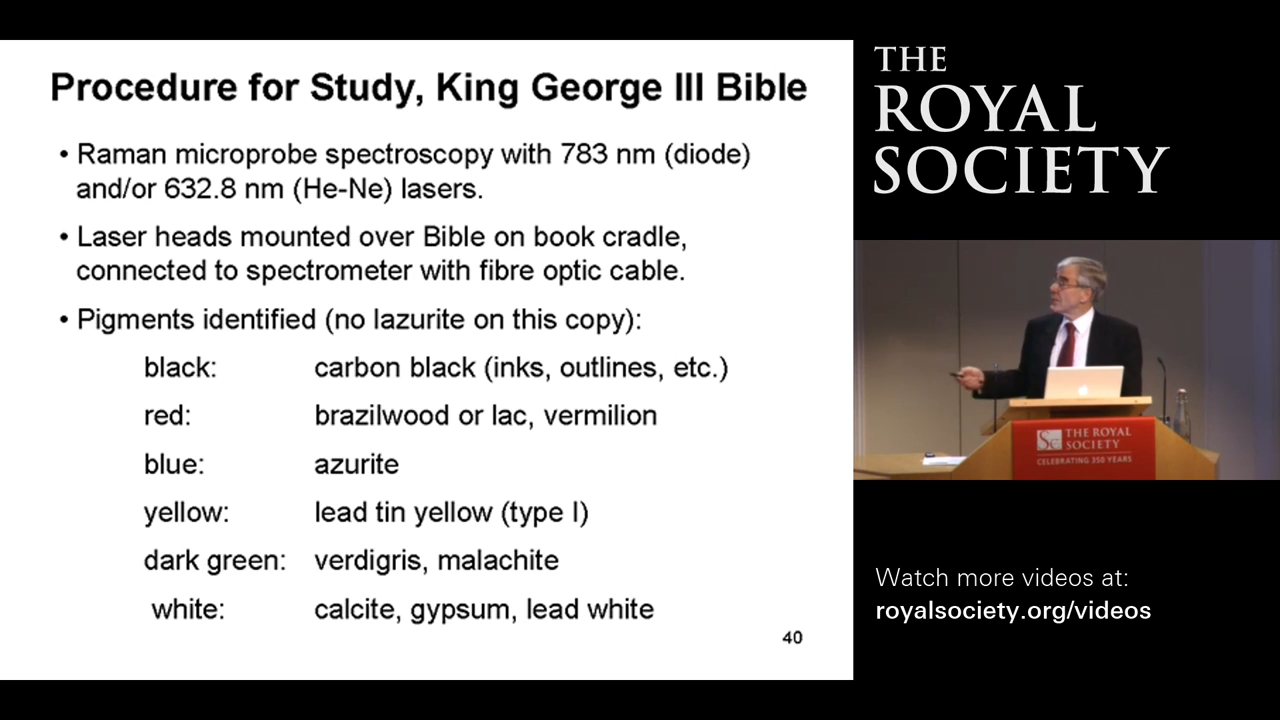 Procedure for Study, King George III Bible
• Raman microprobe spectroscopy with 783 nm (diode)
and/or 632.8 nm (He-Ne) lasers.
• Laser heads mounted over Bible on book cradle,
connected to spectrometer with fibre optic cable.
• Pigments identified (no lazurite on this copy):
black: carbon black (inks, outlines, etc.)
red: brazilwood or lac, vermilion
blue: azurite
yellow: lead tin yellow (type I)
dark green: verdigris, malachite
white: calcite, gypsum, lead white
40
THE
ROYAL
SOCIETY
THE ROYAL
SOCIETY
CELEBRATING 350 YEARS
Watch more videos at:
royalsociety.org/videos